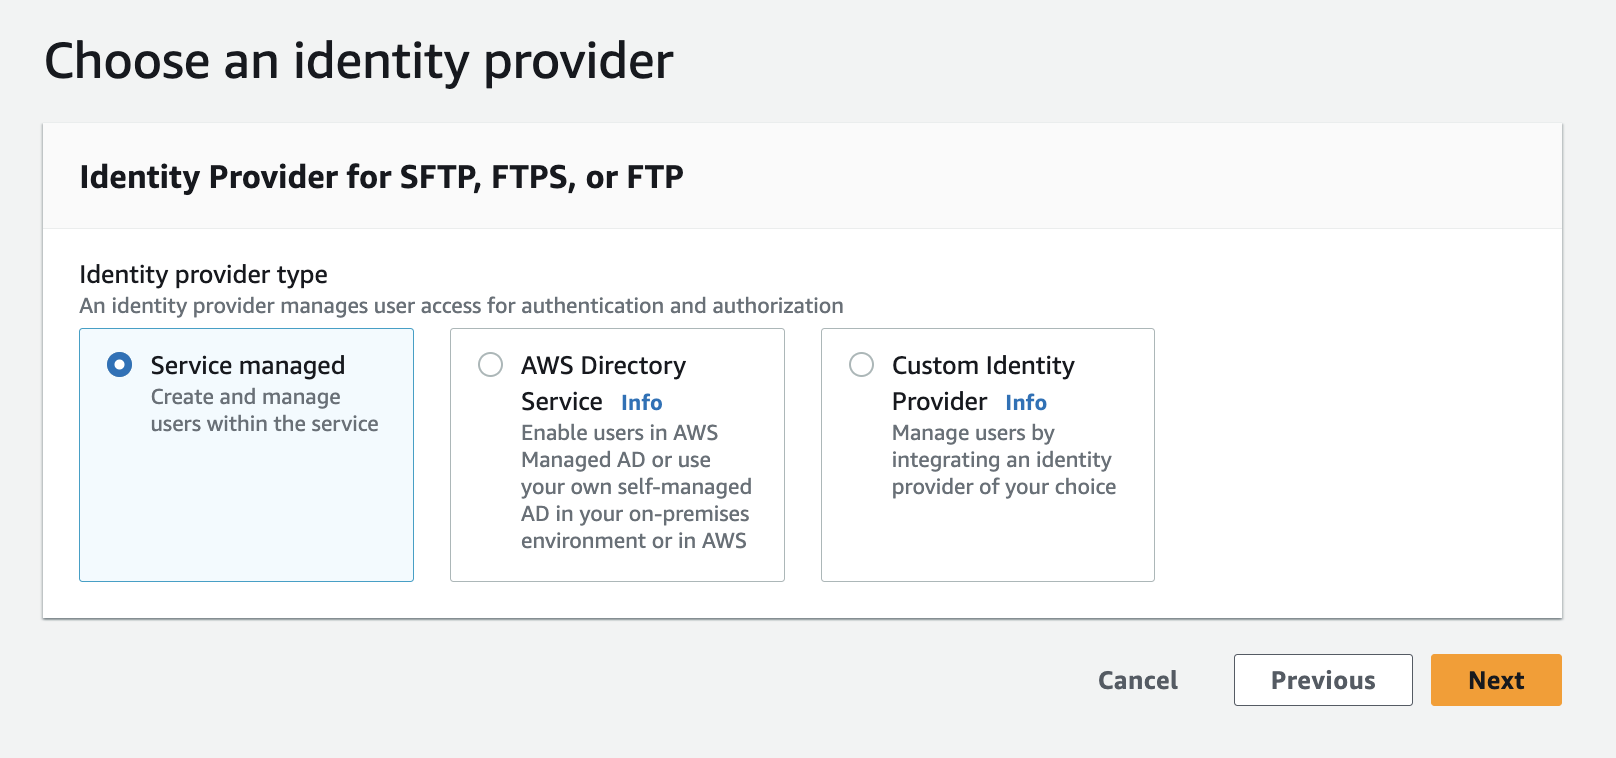 Choose an identity provider
Identity Provider for SFTP, FTPS, or FTP
Identity provider type
An identity provider manages user access for authentication and authorization
Service managed
Create and manage
users within the service
AWS Directory
Service Info
Enable users in AWS
Managed AD or use
your own self-managed
AD in your on-premises
environment or in AWS
Custom Identity
Provider Info
Manage users by
integrating an identity
provider of your choice
Cancel
Previous
Next